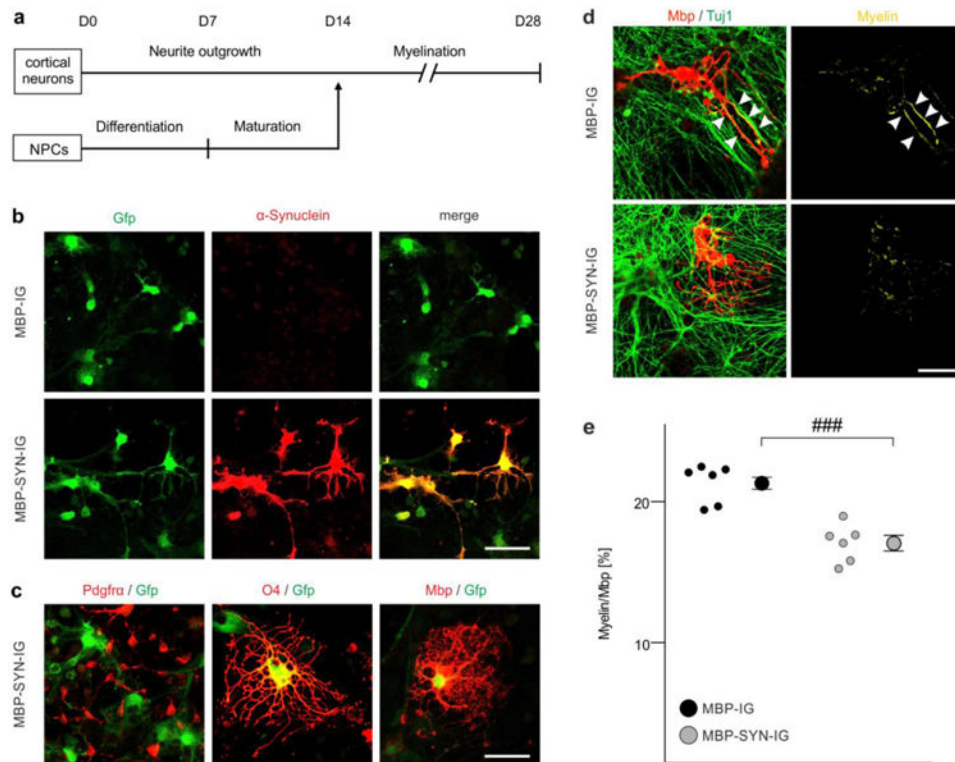 a
D0 D7 D14 D28
cortical
neurons
Neurite outgrowth
Myelination
NPCs
Differentiation
Maturation
b
Gfp
α-Synuclein
merge
MBP-IG
MBP-SYN-IG
c
Pdgfrα / Gfp
O4 / Gfp
Mbp / Gfp
MBP-SYN-IG
d
Mbp / Tuj1
Myelin
MBP-IG
MBP-SYN-IG
e
###
20
10
Myelin/Mbp [%]
MBP-IG
MBP-SYN-IG